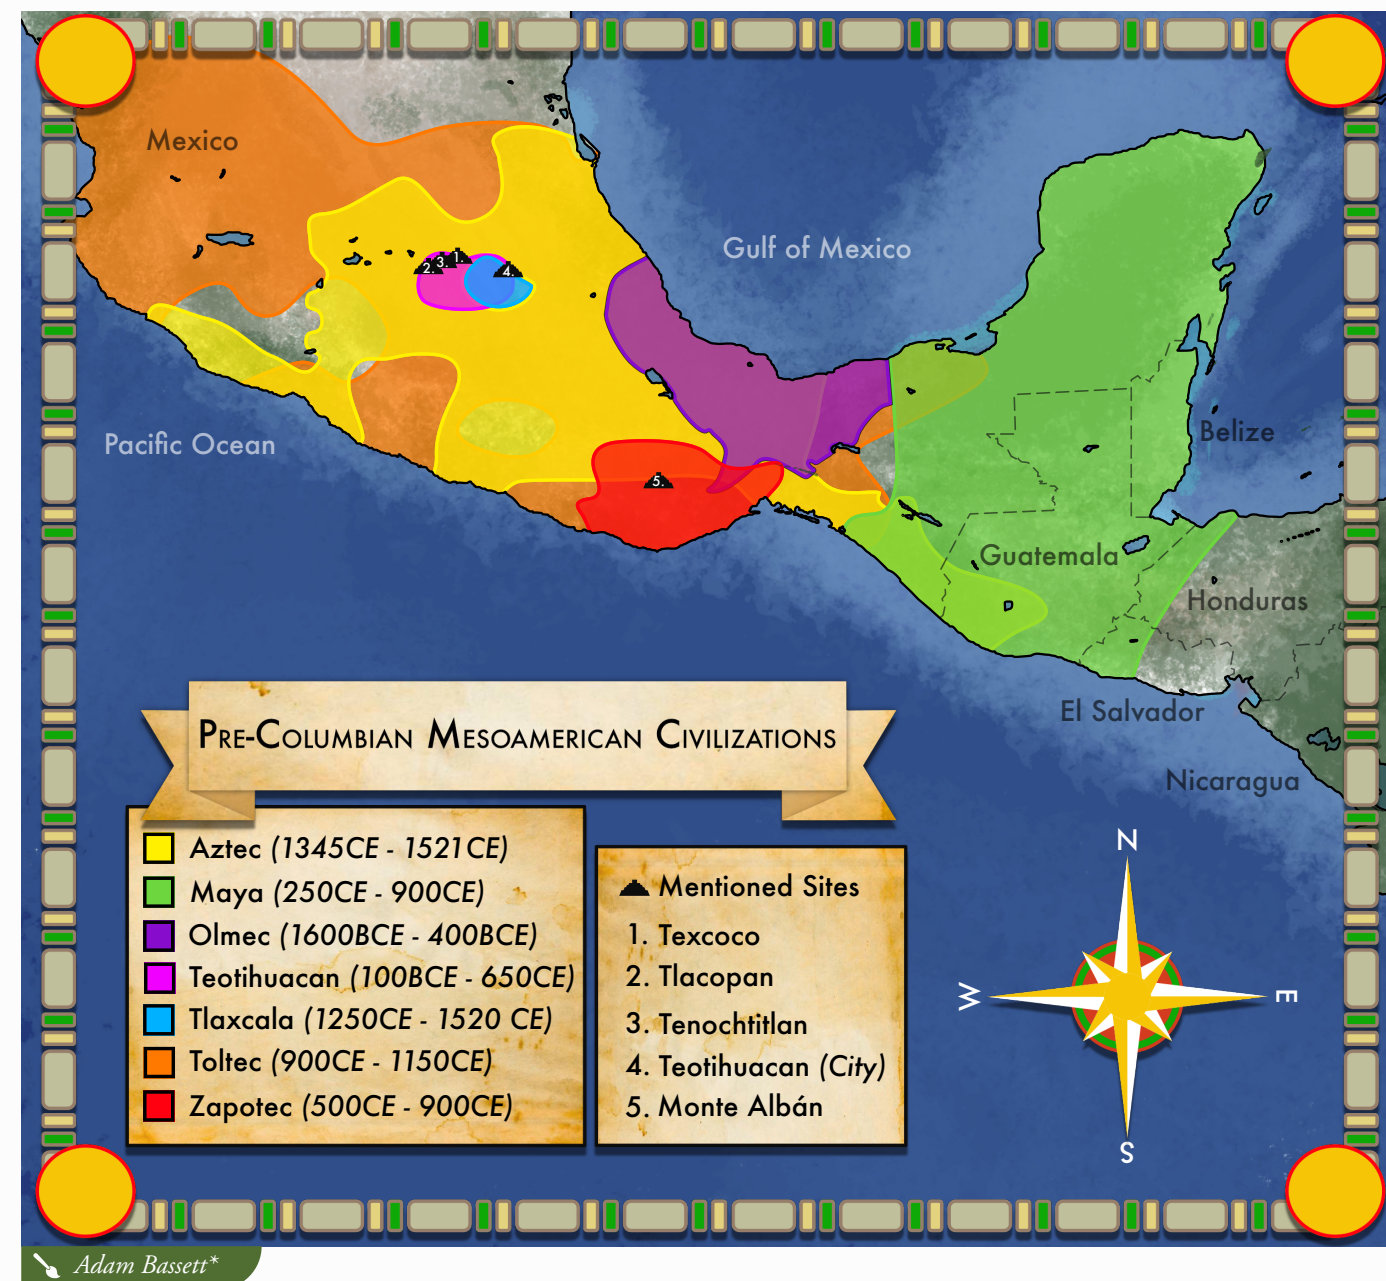 Mexico
Gulf of Mexico
2. 3. 1. 4.
Pacific Ocean
Belize
5.
Guatemala
Honduras
El Salvador
Nicaragua
Pre-Columbian Mesoamerican Civilizations
Aztec (1345CE - 1521CE)
Maya (250CE - 900CE)
Olmec (1600BCE - 400BCE)
Teotihuacan (100BCE - 650CE)
Tlaxcala (1250CE - 1520 CE)
Toltec (900CE - 1150CE)
Zapotec (500CE - 900CE)
Mentioned Sites
1. Texcoco
2. Tlacopan
3. Tenochtitlan
4. Teotihuacan (City)
5. Monte Albán
N
W
E
S
Adam Bassett*